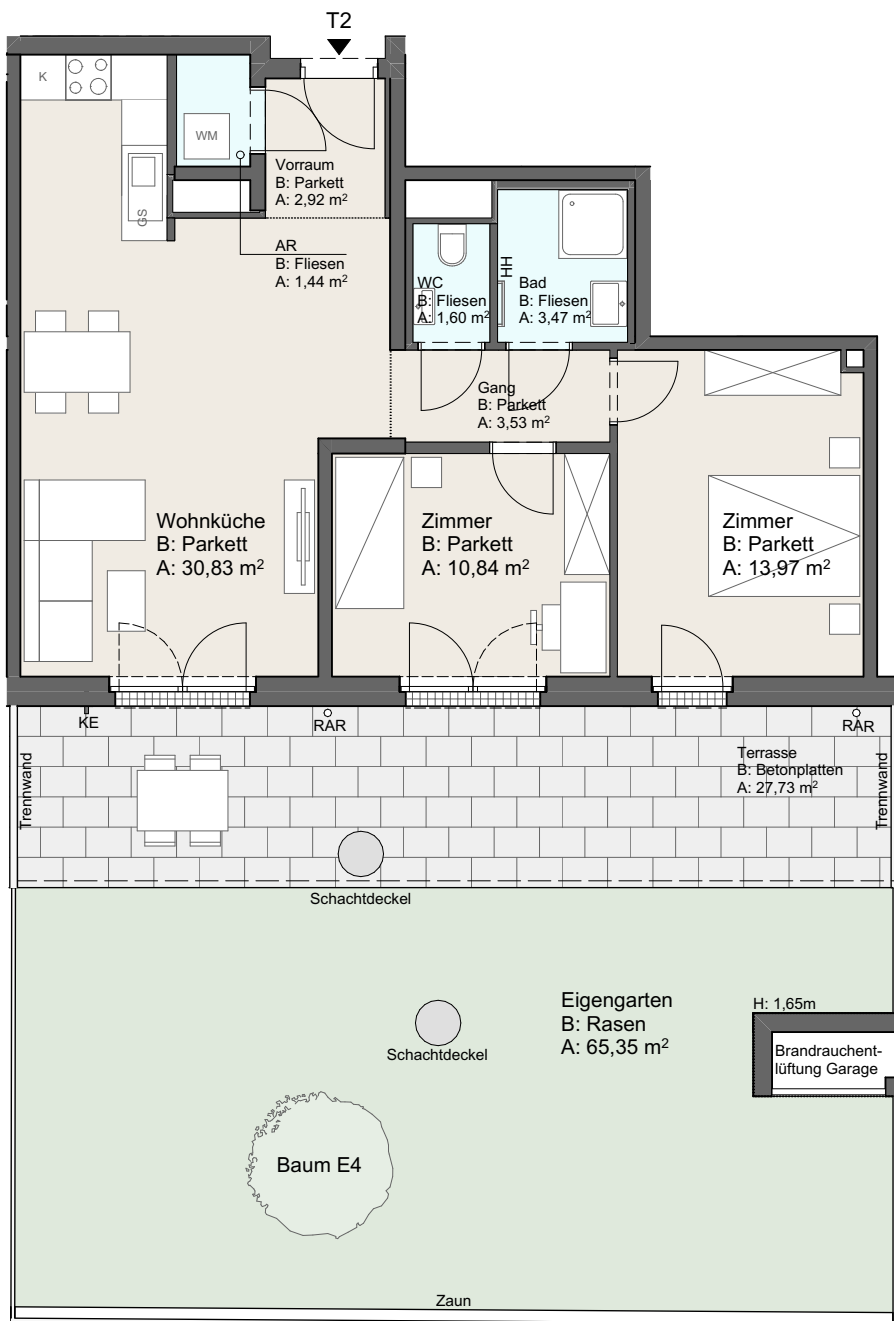 T2
K
WM
GS
Vorraum
B: Parkett
A: 2,92 m²
AR
B: Fliesen
A: 1,44 m²
WC
B: Fliesen
A: 1,60 m²
HH
Bad
B: Fliesen
A: 3,47 m²
Gang
B: Parkett
A: 3,53 m²
Wohnküche
B: Parkett
A: 30,83 m²
Zimmer
B: Parkett
A: 10,84 m²
Zimmer
B: Parkett
A: 13,97 m²
KE
RAR
RAR
Trennwand
Terrasse
B: Betonplatten
A: 27,73 m²
Trennwand
Schachtdeckel
Eigengarten
B: Rasen
A: 65,35 m²
H: 1,65m
Schachtdeckel
Brandrauchent-
lüftung Garage
Baum E4
Zaun